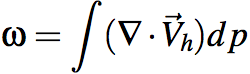 ω = ∫(∇ · V⃗ₕ)dp